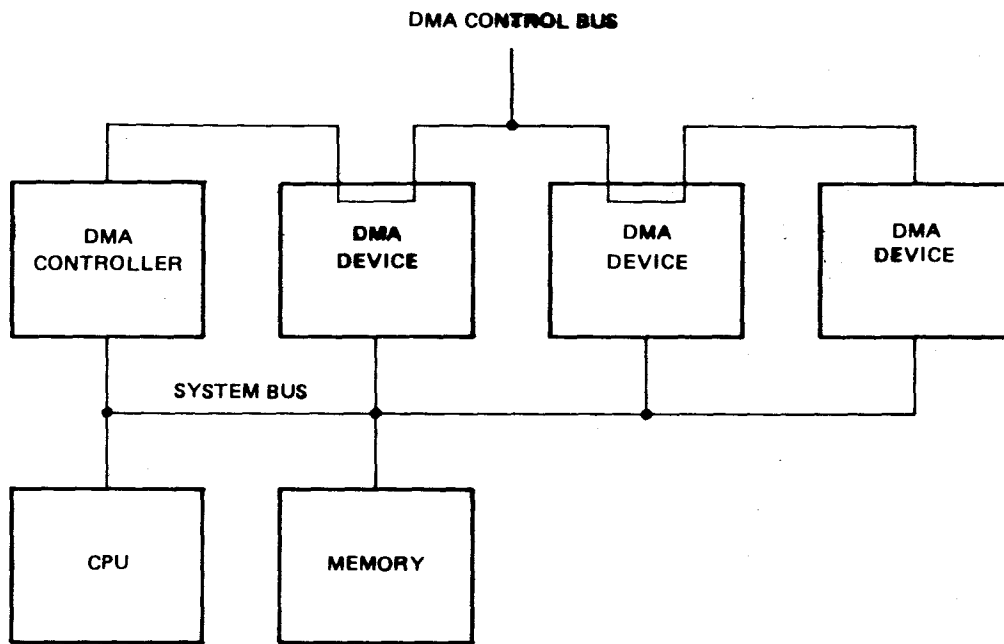 DMA CONTROL BUS
DMA
CONTROLLER
DMA
DEVICE
DMA
DEVICE
DMA
DEVICE
SYSTEM BUS
CPU
MEMORY